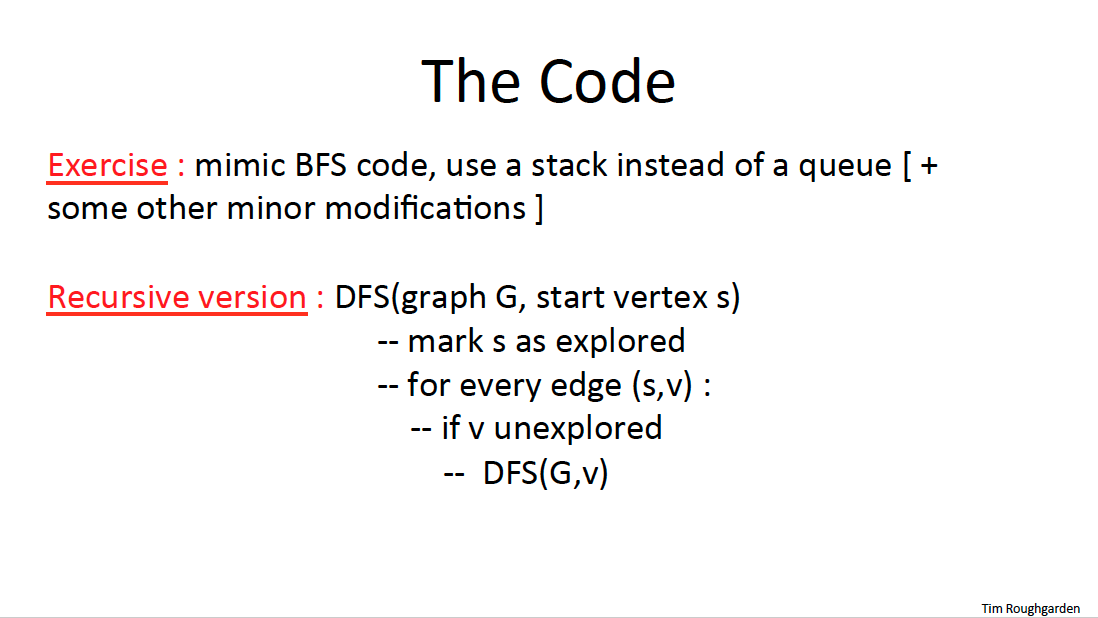 The Code
Exercise : mimic BFS code, use a stack instead of a queue [ +
some other minor modifications ]
Recursive version : DFS(graph G, start vertex s)
-- mark s as explored
-- for every edge (s,v) :
-- if v unexplored
-- DFS(G,v)
Tim Roughgarden